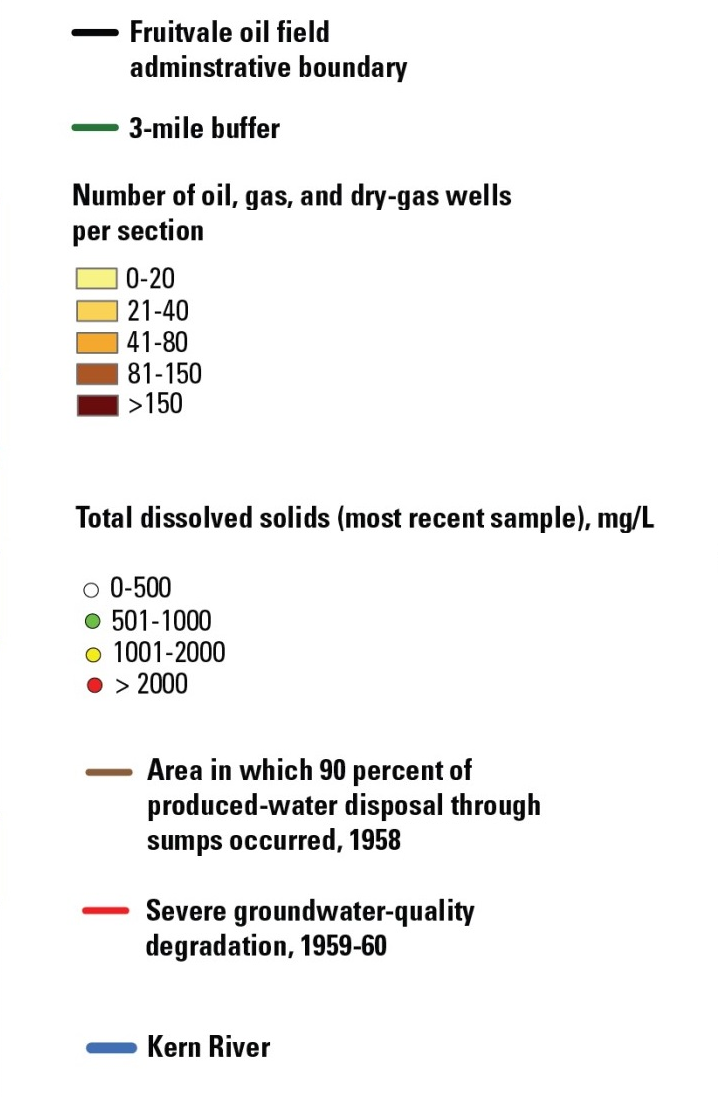 Fruitvale oil field
adminstrative boundary
3-mile buffer
Number of oil, gas, and dry-gas wells
per section
0-20
21-40
41-80
81-150
>150
Total dissolved solids (most recent sample), mg/L
0-500
501-1000
1001-2000
> 2000
Area in which 90 percent of
produced-water disposal through
sumps occurred, 1958
Severe groundwater-quality
degradation, 1959-60
Kern River